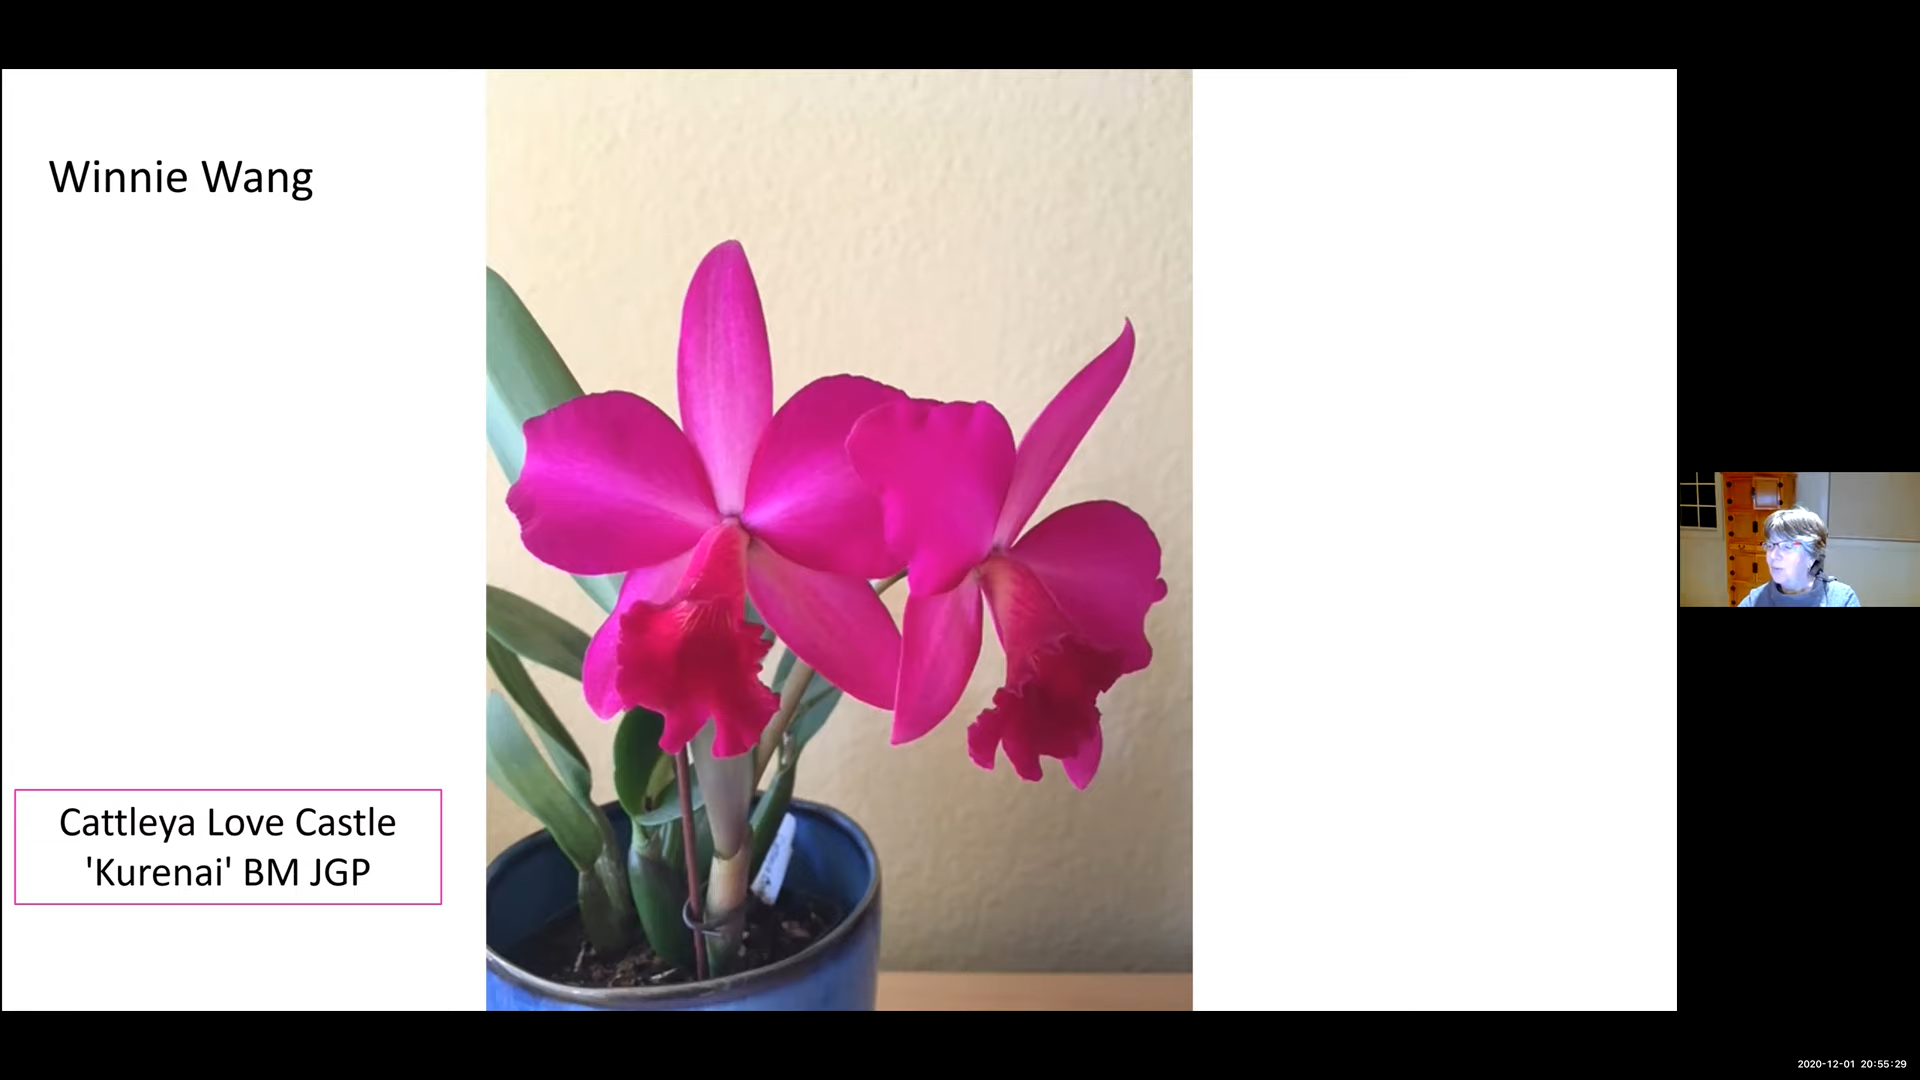 Winnie Wang
Cattleya Love Castle
'Kurenai' BM JGP
2020-12-01 20:55:29